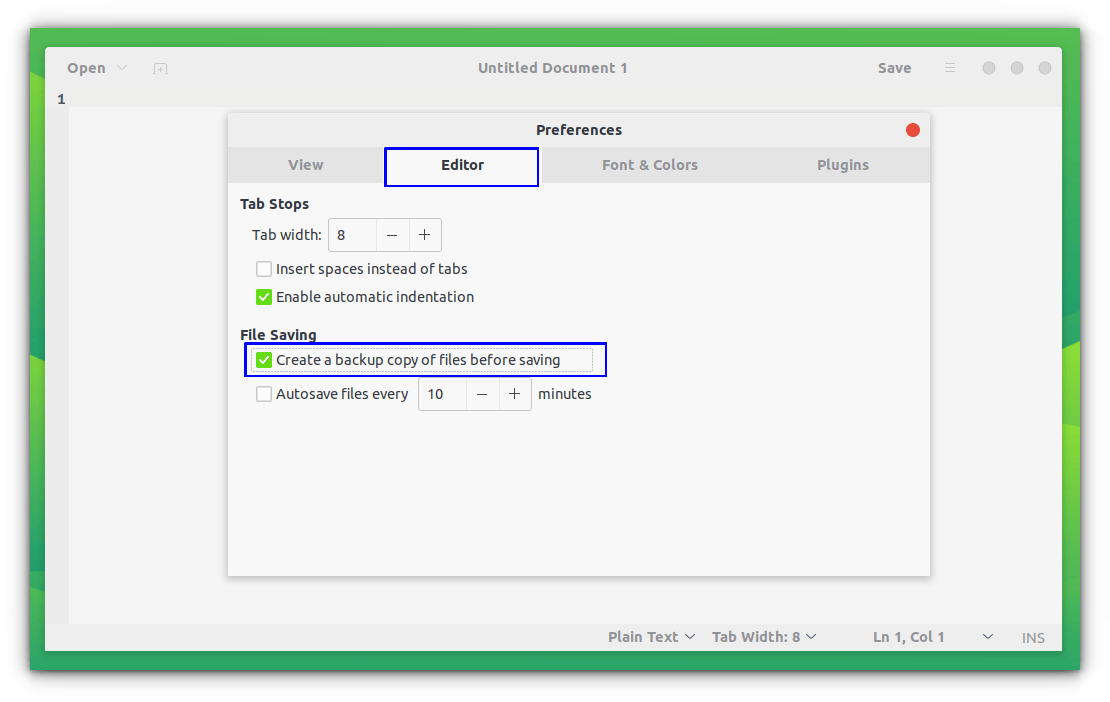 Open Untitled Document 1 Save
1
Preferences
View Editor Font & Colors Plugins
Tab Stops
Tab width: 8
Insert spaces instead of tabs
Enable automatic indentation
File Saving
Create a backup copy of files before saving
Autosave files every 10 minutes
Plain Text Tab Width: 8 Ln 1, Col 1 INS